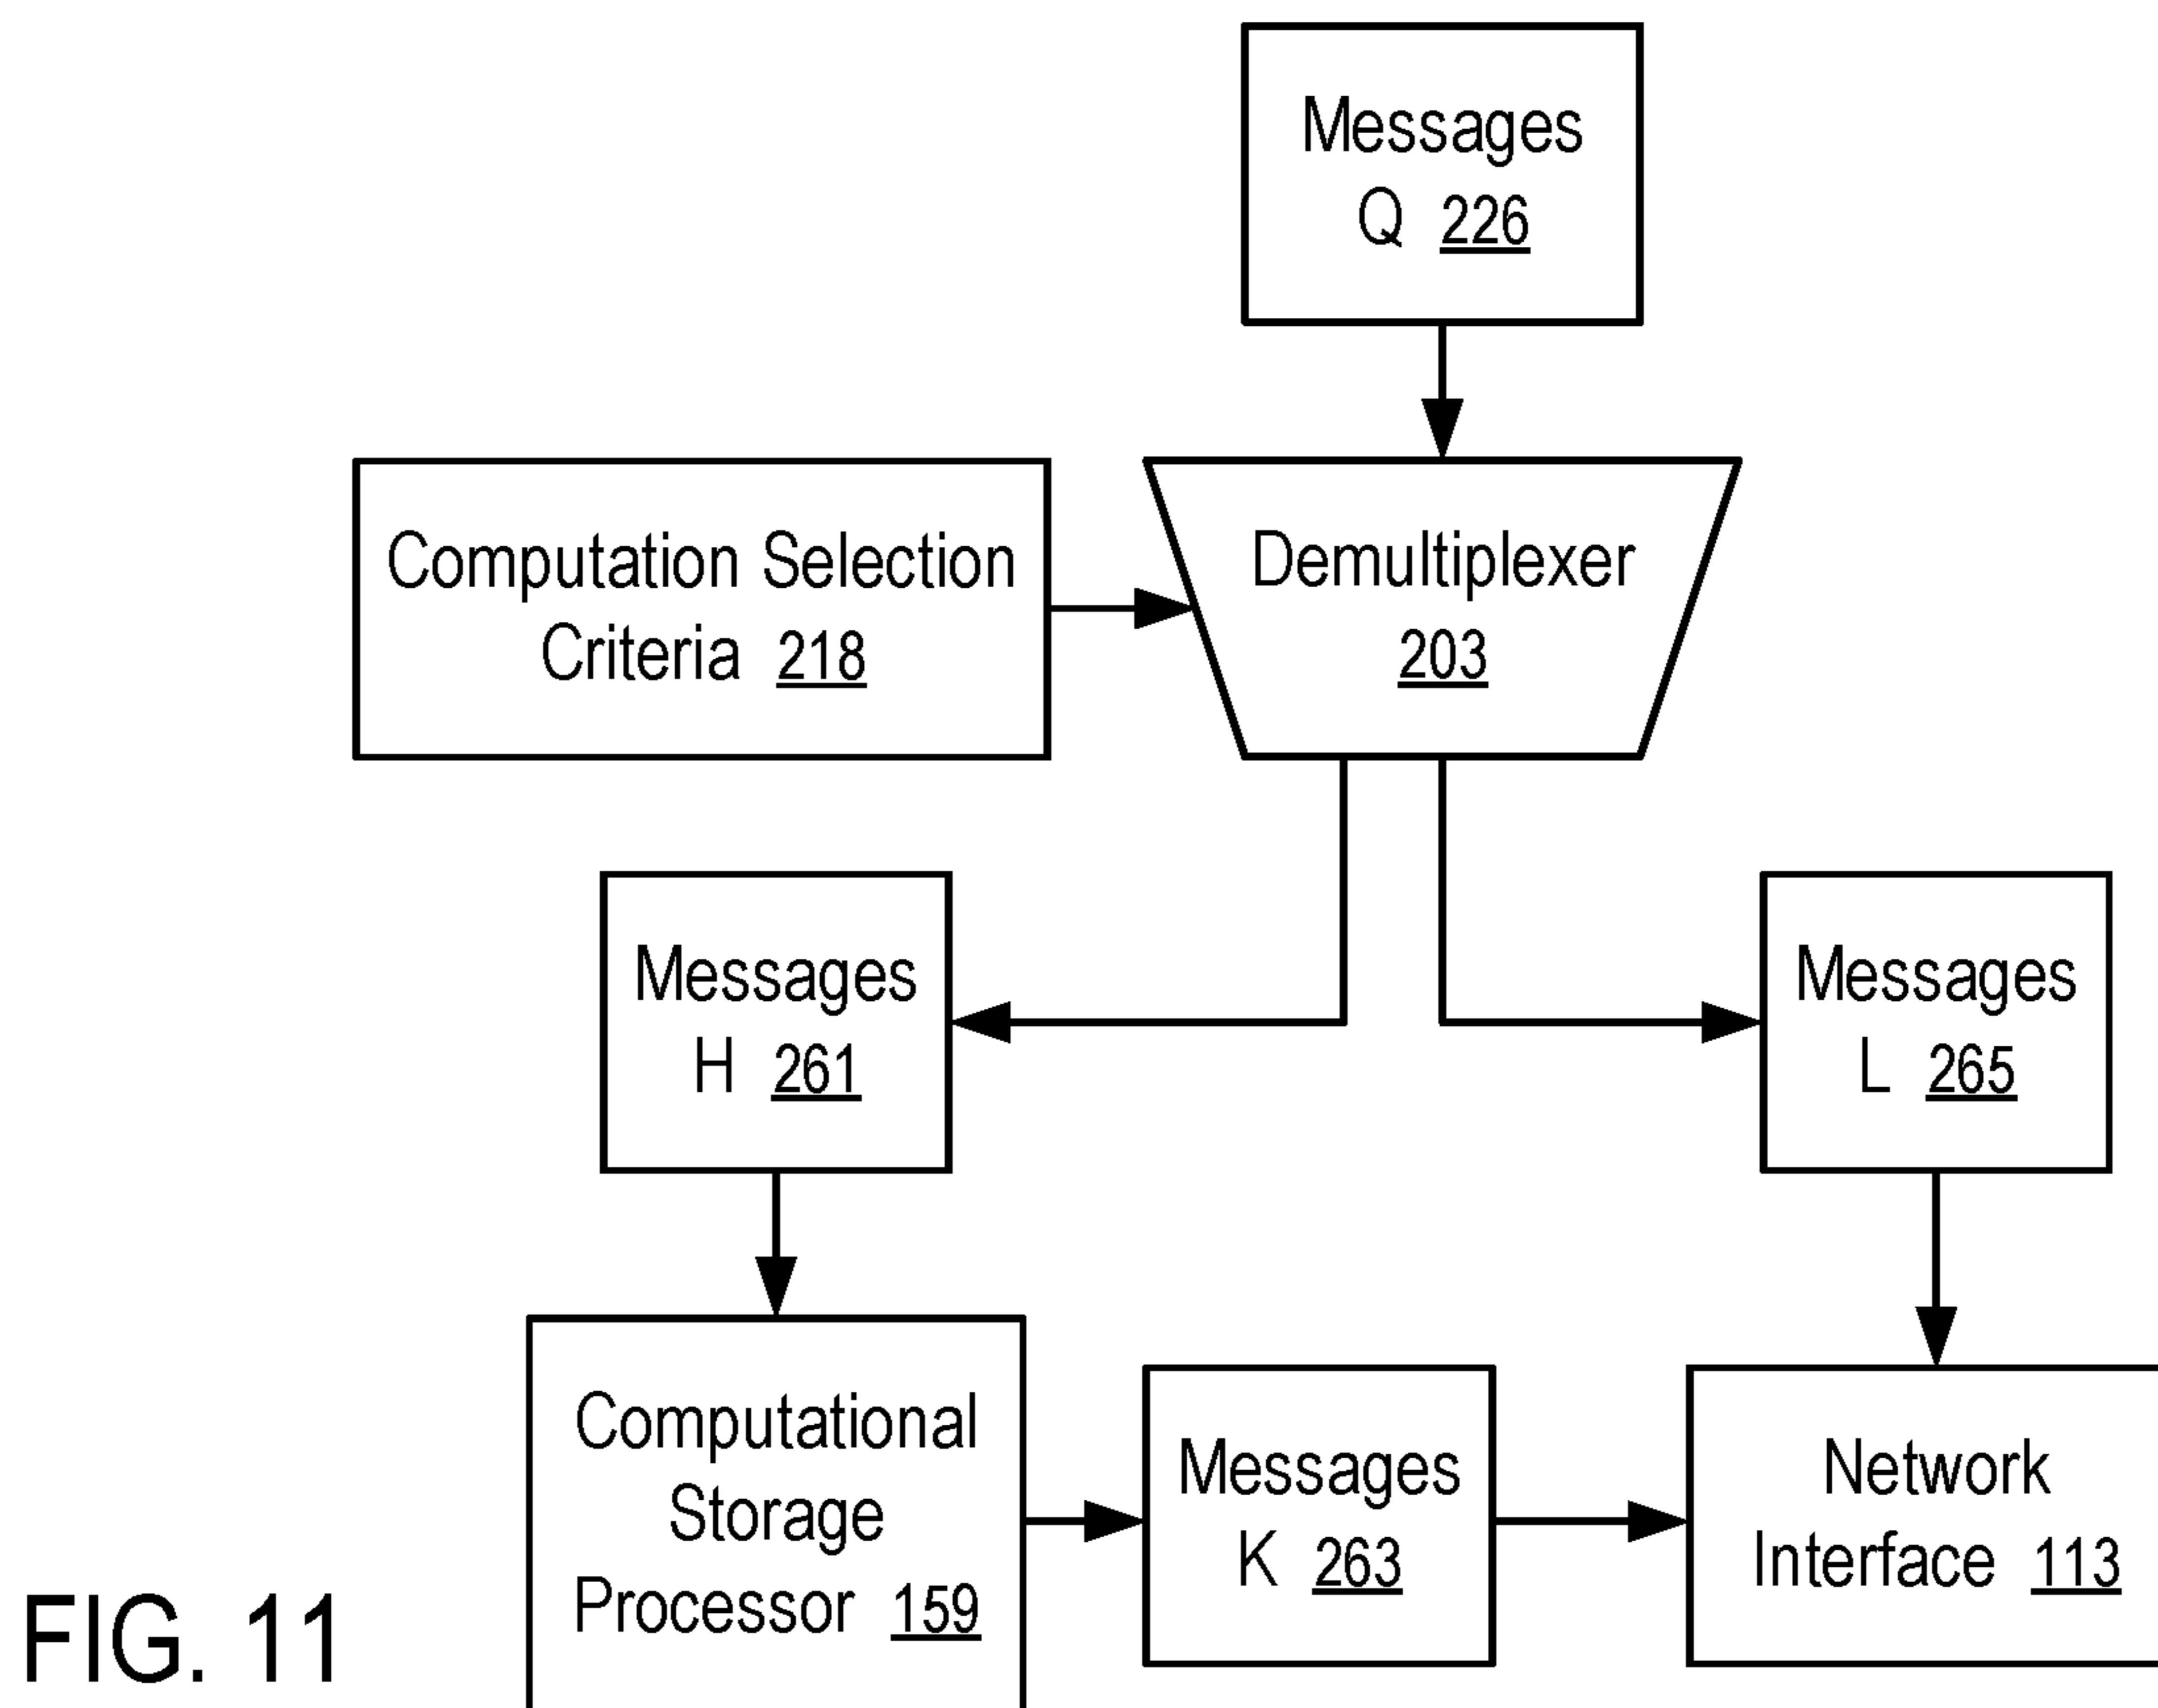 Messages
Q 226
Computation Selection
Criteria 218
Demultiplexer
203
Messages
H 261
Messages
L 265
Computational
Storage
Processor 159
Messages
K 263
Network
Interface 113
FIG. 11